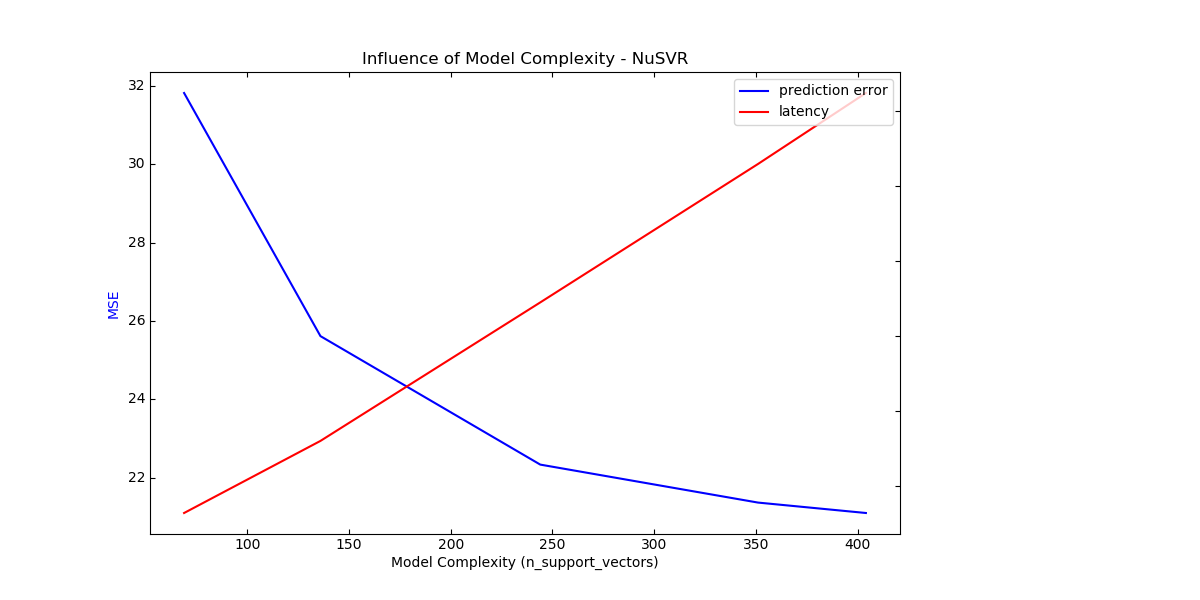 Influence of Model Complexity - NuSVR
prediction error
latency
32
30
28
26
24
22
MSE
100 150 200 250 300 350 400
Model Complexity (n_support_vectors)